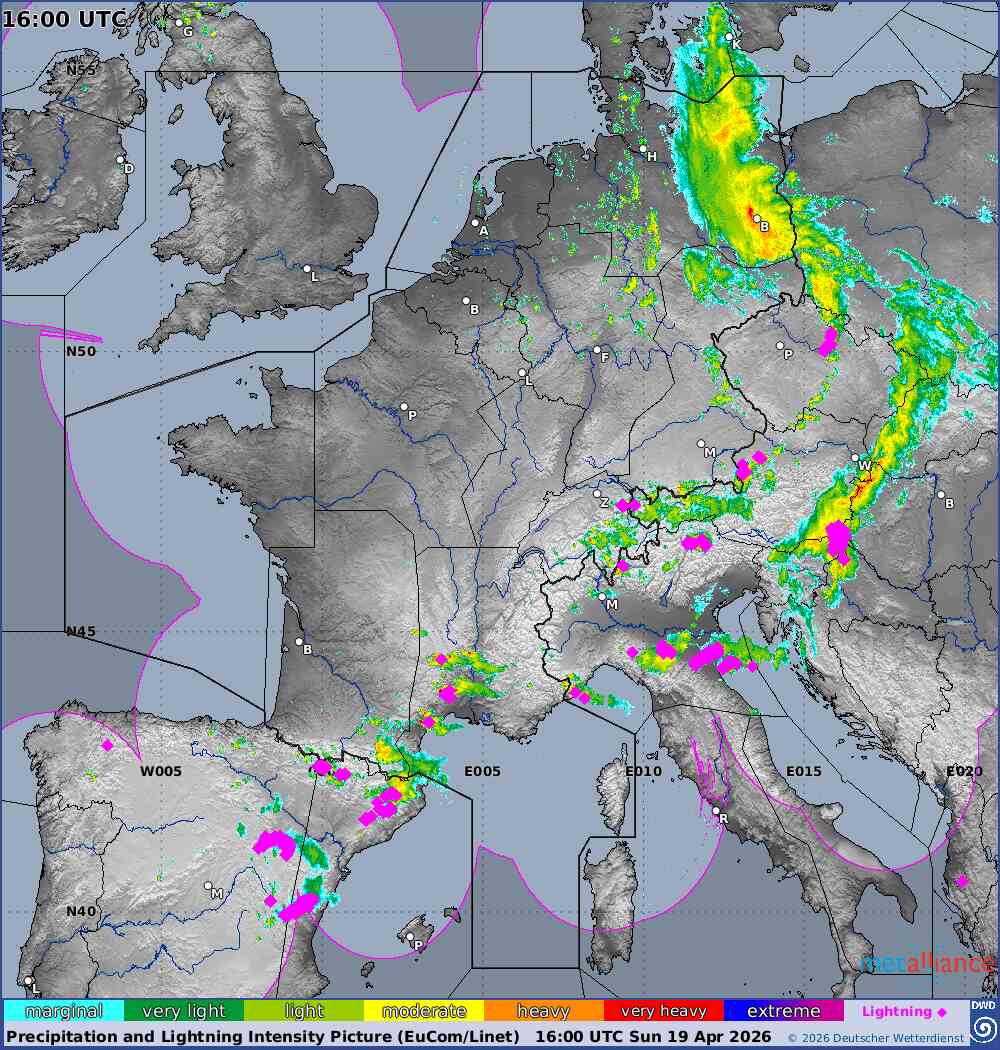 16:00 UTC
G
K
N55
H
D
A
B
L
B
N50
P
F
P
L
M
W
Z
B
M
N45
B
W005
E005
E010
E015
E020
R
M
N40
P
L
metalliance
marginal very light light moderate heavy very heavy extreme Lightning
DWD
Precipitation and Lightning Intensity Picture (EuCom/Linet) 16:00 UTC Sun 19 Apr 2026 © 2026 Deutscher Wetterdienst